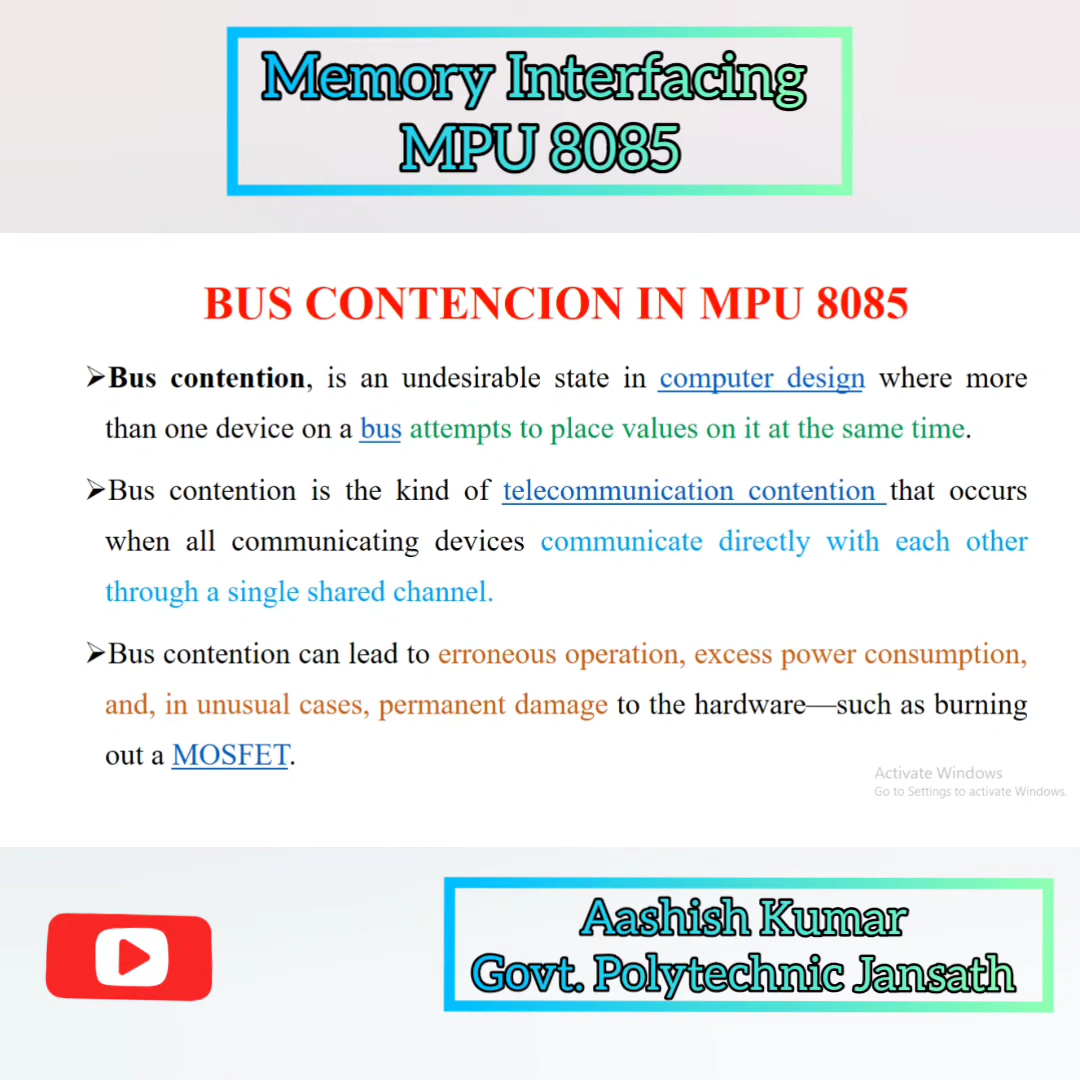 Memory Interfacing
MPU 8085
BUS CONTENCION IN MPU 8085
➢Bus contention, is an undesirable state in computer design where more
than one device on a bus attempts to place values on it at the same time.
➢Bus contention is the kind of telecommunication contention that occurs
when all communicating devices communicate directly with each other
through a single shared channel.
➢Bus contention can lead to erroneous operation, excess power consumption,
and, in unusual cases, permanent damage to the hardware—such as burning
out a MOSFET.
Activate Windows
Go to Settings to activate Windows.
Aashish Kumar
Govt. Polytechnic Jansath